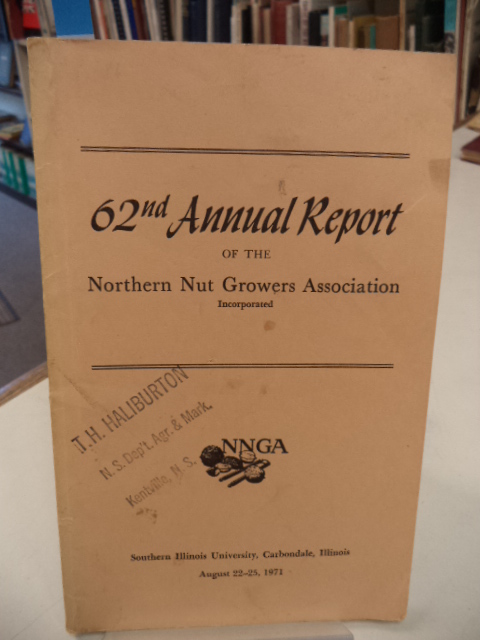 62nd Annual Report
OF THE
Northern Nut Growers Association
Incorporated
T.H. HALIBURTON
N. S. Dep't. Agr. & Mark.
Kentville, N. S.
NNGA
Southern Illinois University, Carbondale, Illinois
August 22-25, 1971